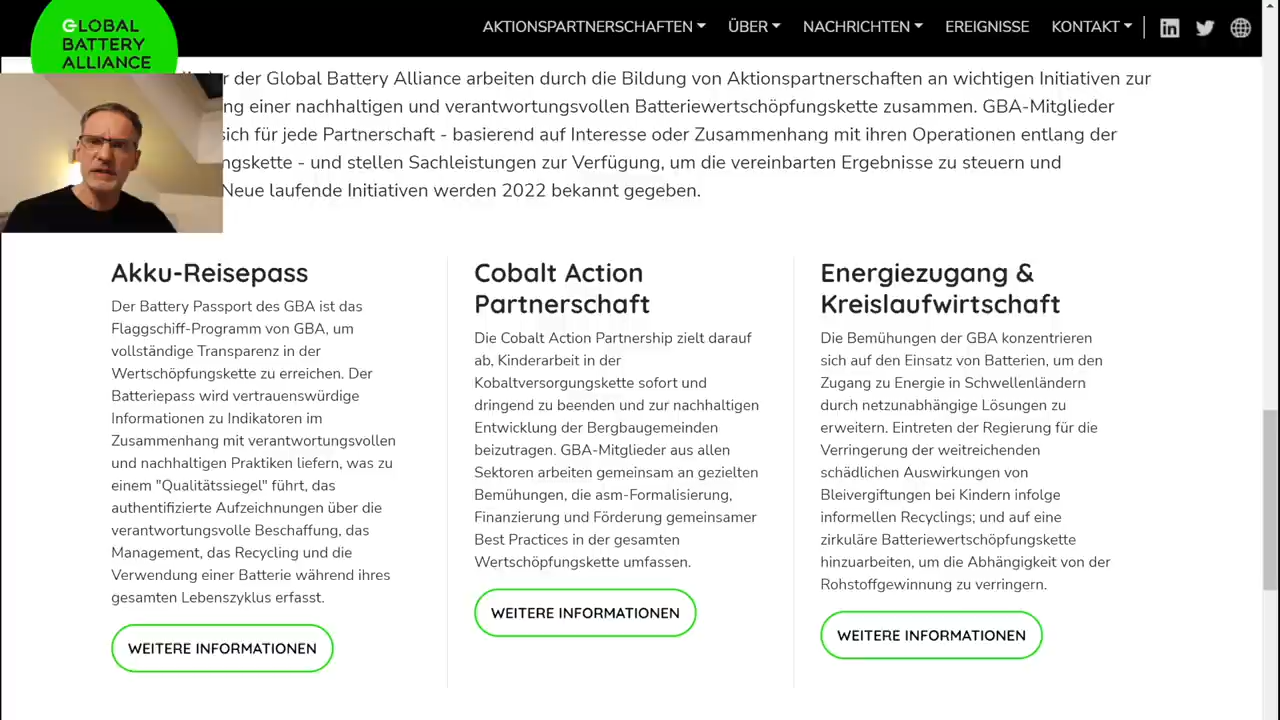 GLOBAL
BATTERY
ALLIANCE
AKTIONSPARTNERSCHAFTEN ÜBER NACHRICHTEN EREIGNISSE KONTAKT
der Global Battery Alliance arbeiten durch die Bildung von Aktionspartnerschaften an wichtigen Initiativen zur
einer nachhaltigen und verantwortungsvollen Batteriewertschöpfungskette zusammen. GBA-Mitglieder
sich für jede Partnerschaft - basierend auf Interesse oder Zusammenhang mit ihren Operationen entlang der
- und stellen Sachleistungen zur Verfügung, um die vereinbarten Ergebnisse zu steuern und
Neue laufende Initiativen werden 2022 bekannt gegeben.
Akku-Reisepass
Der Battery Passport des GBA ist das
Flaggschiff-Programm von GBA, um
vollständige Transparenz in der
Wertschöpfungskette zu erreichen. Der
Batteriepass wird vertrauenswürdige
Informationen zu Indikatoren im
Zusammenhang mit verantwortungsvollen
und nachhaltigen Praktiken liefern, was zu
einem "Qualitätssiegel" führt, das
authentifizierte Aufzeichnungen über die
verantwortungsvolle Beschaffung, das
Management, das Recycling und die
Verwendung einer Batterie während ihres
gesamten Lebenszyklus erfasst.
WEITERE INFORMATIONEN
Cobalt Action
Partnerschaft
Die Cobalt Action Partnership zielt darauf
ab, Kinderarbeit in der
Kobaltversorgungskette sofort und
dringend zu beenden und zur nachhaltigen
Entwicklung der Bergbaugemeinden
beizutragen. GBA-Mitglieder aus allen
Sektoren arbeiten gemeinsam an gezielten
Bemühungen, die asm-Formalisierung,
Finanzierung und Förderung gemeinsamer
Best Practices in der gesamten
Wertschöpfungskette umfassen.
WEITERE INFORMATIONEN
Energiezugang &
Kreislaufwirtschaft
Die Bemühungen der GBA konzentrieren
sich auf den Einsatz von Batterien, um den
Zugang zu Energie in Schwellenländern
durch netzunabhängige Lösungen zu
erweitern. Eintreten der Regierung für die
Verringerung der weitreichenden
schädlichen Auswirkungen von
Bleivergiftungen bei Kindern infolge
informellen Recyclings; und auf eine
zirkuläre Batteriewertschöpfungskette
hinzuarbeiten, um die Abhängigkeit von der
Rohstoffgewinnung zu verringern.
WEITERE INFORMATIONEN